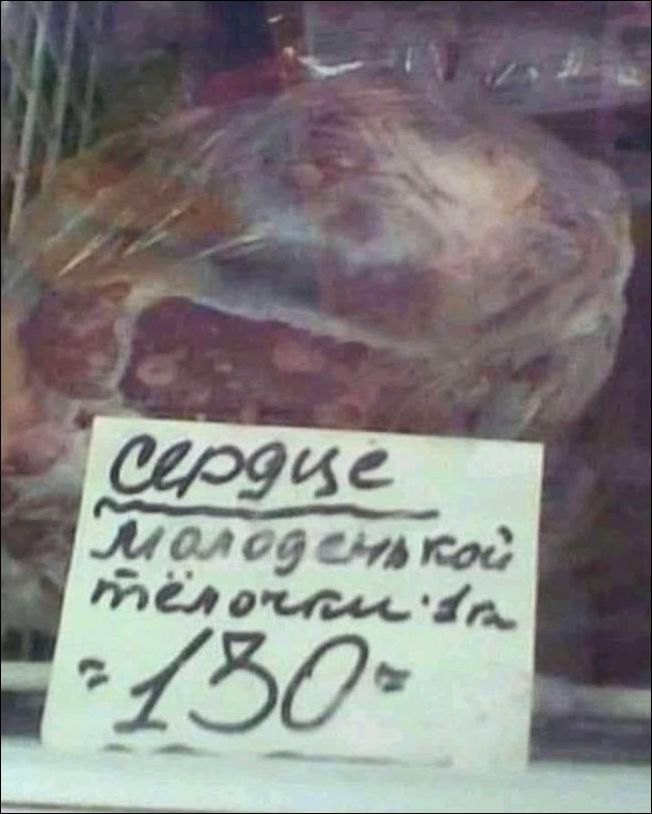 Сердце
молоденькой
тёлочки·1кг
=130=